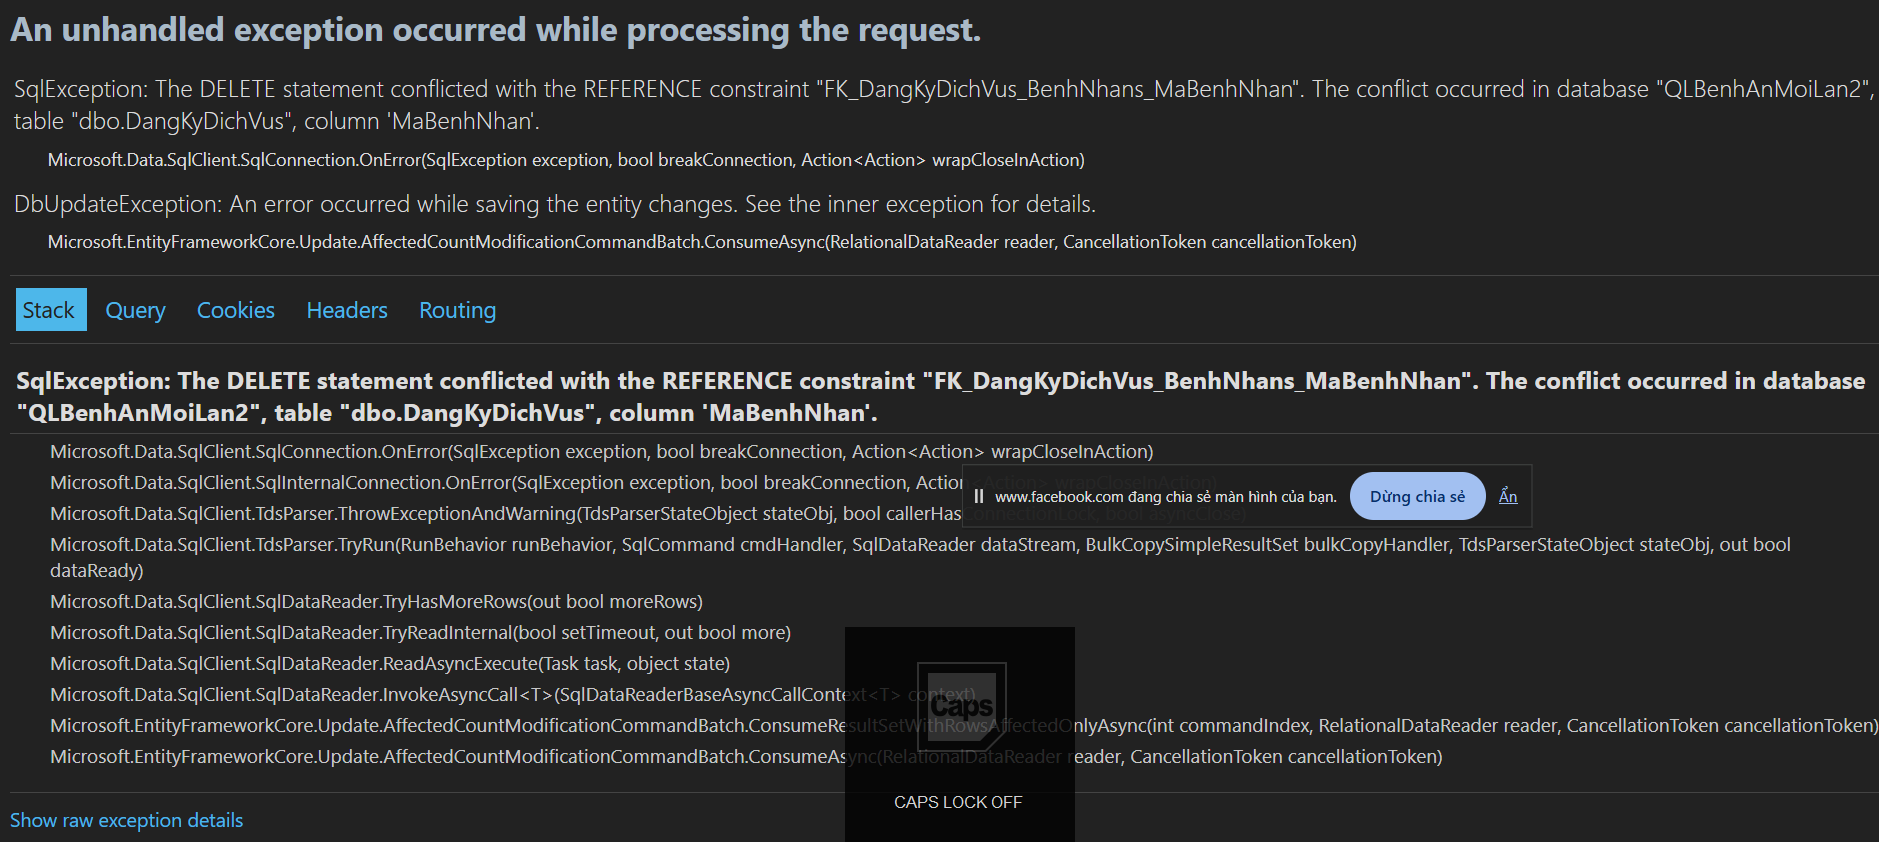 An unhandled exception occurred while processing the request.
SqlException: The DELETE statement conflicted with the REFERENCE constraint "FK_DangKyDichVus_BenhNhans_MaBenhNhan". The conflict occurred in database "QLBenhAnMoiLan2",
table "dbo.DangKyDichVus", column 'MaBenhNhan'.
Microsoft.Data.SqlClient.SqlConnection.OnError(SqlException exception, bool breakConnection, Action<Action> wrapCloseInAction)
DbUpdateException: An error occurred while saving the entity changes. See the inner exception for details.
Microsoft.EntityFrameworkCore.Update.AffectedCountModificationCommandBatch.ConsumeAsync(RelationalDataReader reader, CancellationToken cancellationToken)
Stack Query Cookies Headers Routing
SqlException: The DELETE statement conflicted with the REFERENCE constraint "FK_DangKyDichVus_BenhNhans_MaBenhNhan". The conflict occurred in database
"QLBenhAnMoiLan2", table "dbo.DangKyDichVus", column 'MaBenhNhan'.
Microsoft.Data.SqlClient.SqlConnection.OnError(SqlException exception, bool breakConnection, Action<Action> wrapCloseInAction)
Microsoft.Data.SqlClient.SqlInternalConnection.OnError(SqlException exception, bool breakConnection, Action<Action> wrapCloseInAction)
www.facebook.com đang chia sẻ màn hình của bạn. Dừng chia sẻ Ẩn
Microsoft.Data.SqlClient.TdsParser.ThrowExceptionAndWarning(TdsParserStateObject stateObj, bool callerHasConnectionLock, bool asyncClose)
Microsoft.Data.SqlClient.TdsParser.TryRun(RunBehavior runBehavior, SqlCommand cmdHandler, SqlDataReader dataStream, BulkCopySimpleResultSet bulkCopyHandler, TdsParserStateObject stateObj, out bool
dataReady)
Microsoft.Data.SqlClient.SqlDataReader.TryHasMoreRows(out bool moreRows)
Microsoft.Data.SqlClient.SqlDataReader.TryReadInternal(bool setTimeout, out bool more)
Microsoft.Data.SqlClient.SqlDataReader.ReadAsyncExecute(Task task, object state)
Microsoft.Data.SqlClient.SqlDataReader.InvokeAsyncCall<T>(SqlDataReaderBaseAsyncCallContext<T> context)
Caps
Microsoft.EntityFrameworkCore.Update.AffectedCountModificationCommandBatch.ConsumeResultSetWithRowsAffectedOnlyAsync(int commandIndex, RelationalDataReader reader, CancellationToken cancellationToken)
Microsoft.EntityFrameworkCore.Update.AffectedCountModificationCommandBatch.ConsumeAsync(RelationalDataReader reader, CancellationToken cancellationToken)
CAPS LOCK OFF
Show raw exception details